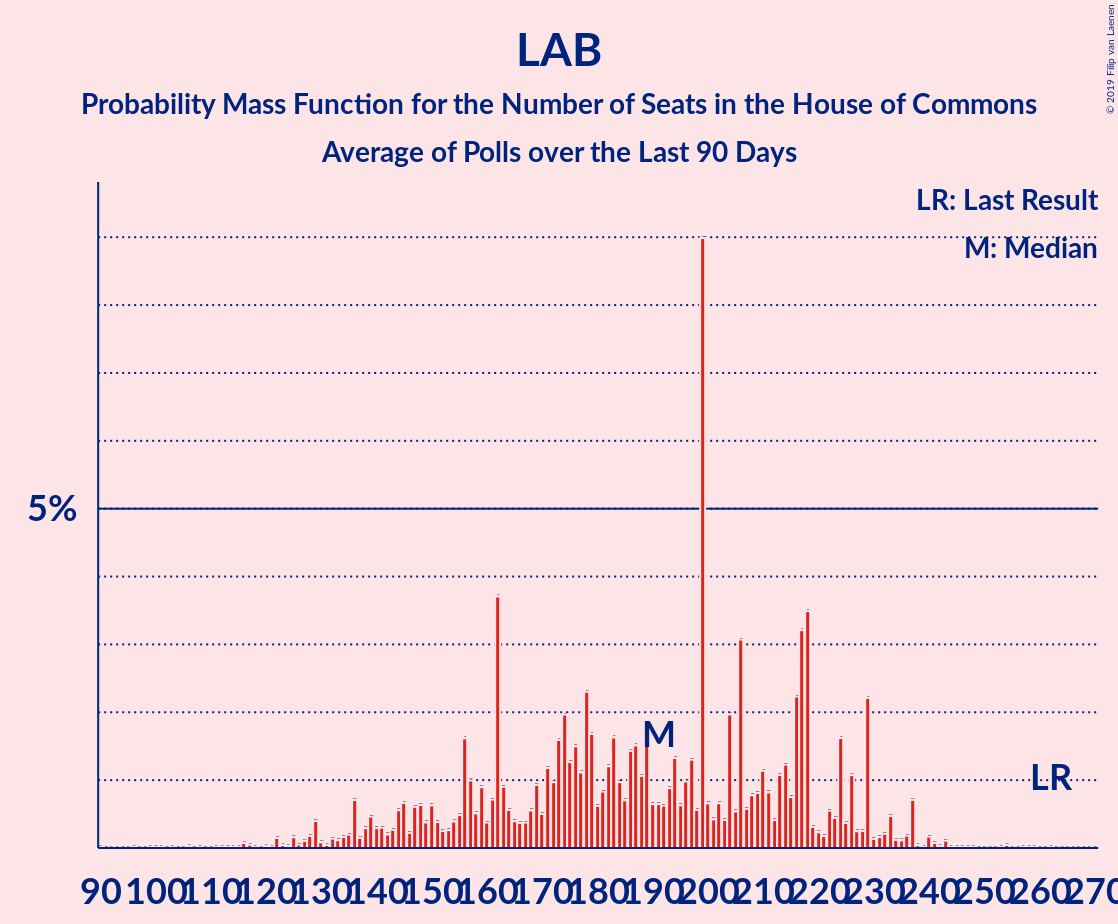 LAB
Probability Mass Function for the Number of Seats in the House of Commons
Average of Polls over the Last 90 Days
© 2019 Filip van Laenen
LR: Last Result
M: Median
5%
M
LR
90 100 110 120 130 140 150 160 170 180 190 200 210 220 230 240 250 260 270